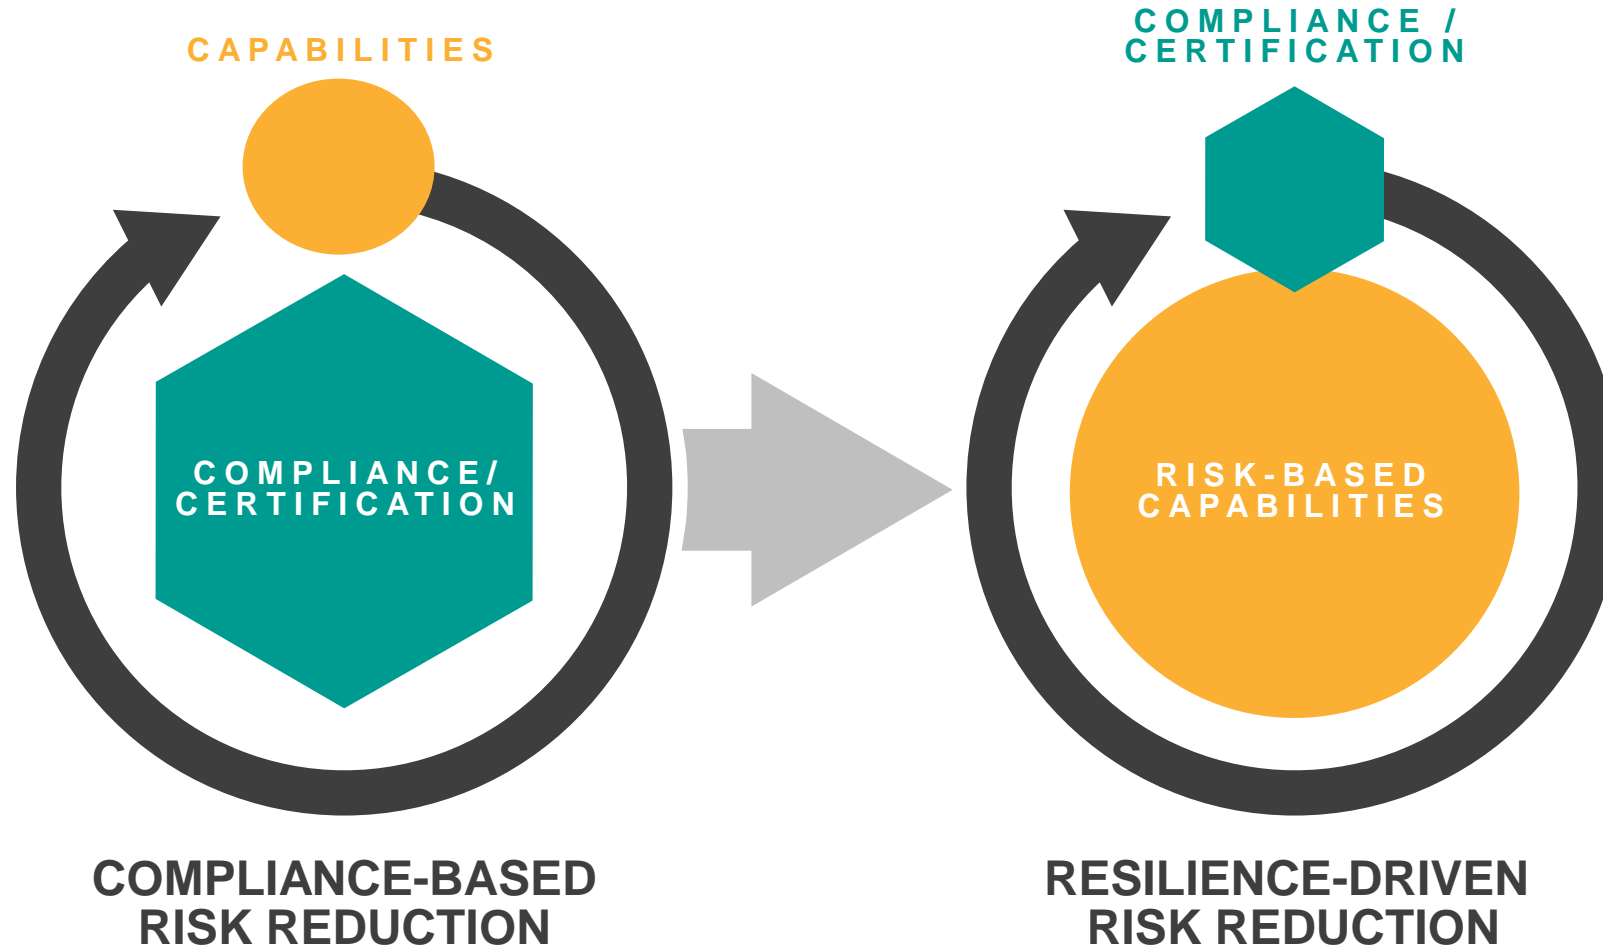 CAPABILITIES
COMPLIANCE/
CERTIFICATION
COMPLIANCE-BASED
RISK REDUCTION
COMPLIANCE /
CERTIFICATION
RISK-BASED
CAPABILITIES
RESILIENCE-DRIVEN
RISK REDUCTION